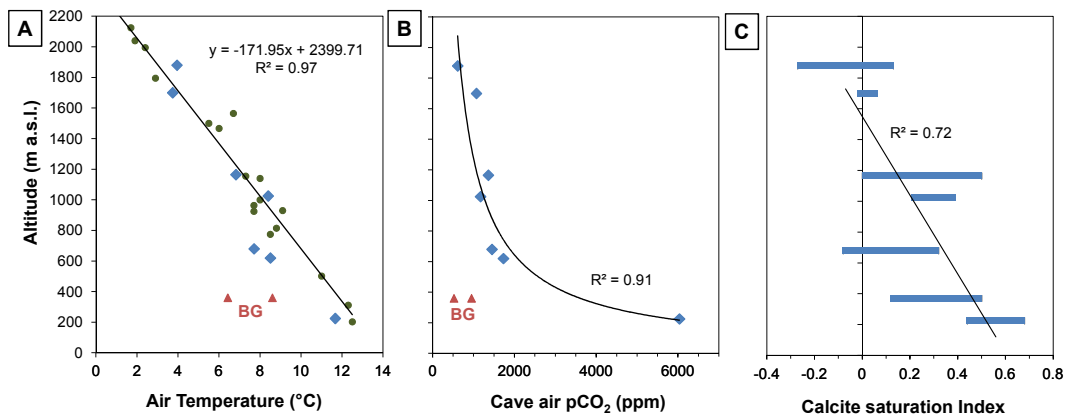 A
y = -171.95x + 2399.71
R² = 0.97
BG
Altitude (m a.s.l.)
2200
2000
1800
1600
1400
1200
1000
800
600
400
200
0
0 2 4 6 8 10 12 14
Air Temperature (°C)
B
R² = 0.91
BG
0 2000 4000 6000
Cave air pCO₂ (ppm)
C
R² = 0.72
-0.4 -0.2 0 0.2 0.4 0.6 0.8
Calcite saturation Index